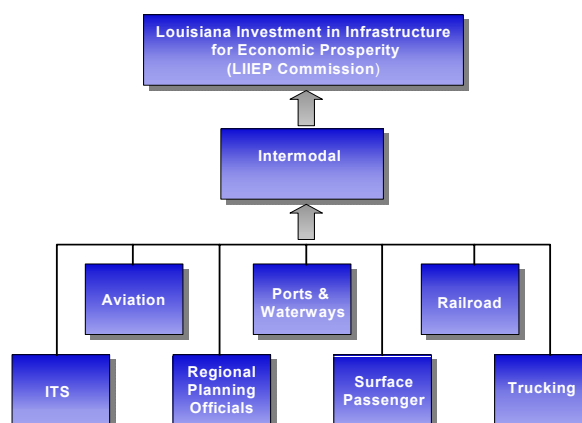 Louisiana Investment in Infrastructure
for Economic Prosperity
(LIIEP Commission)
Intermodal
Aviation
Ports &
Waterways
Railroad
ITS
Regional
Planning
Officials
Surface
Passenger
Trucking